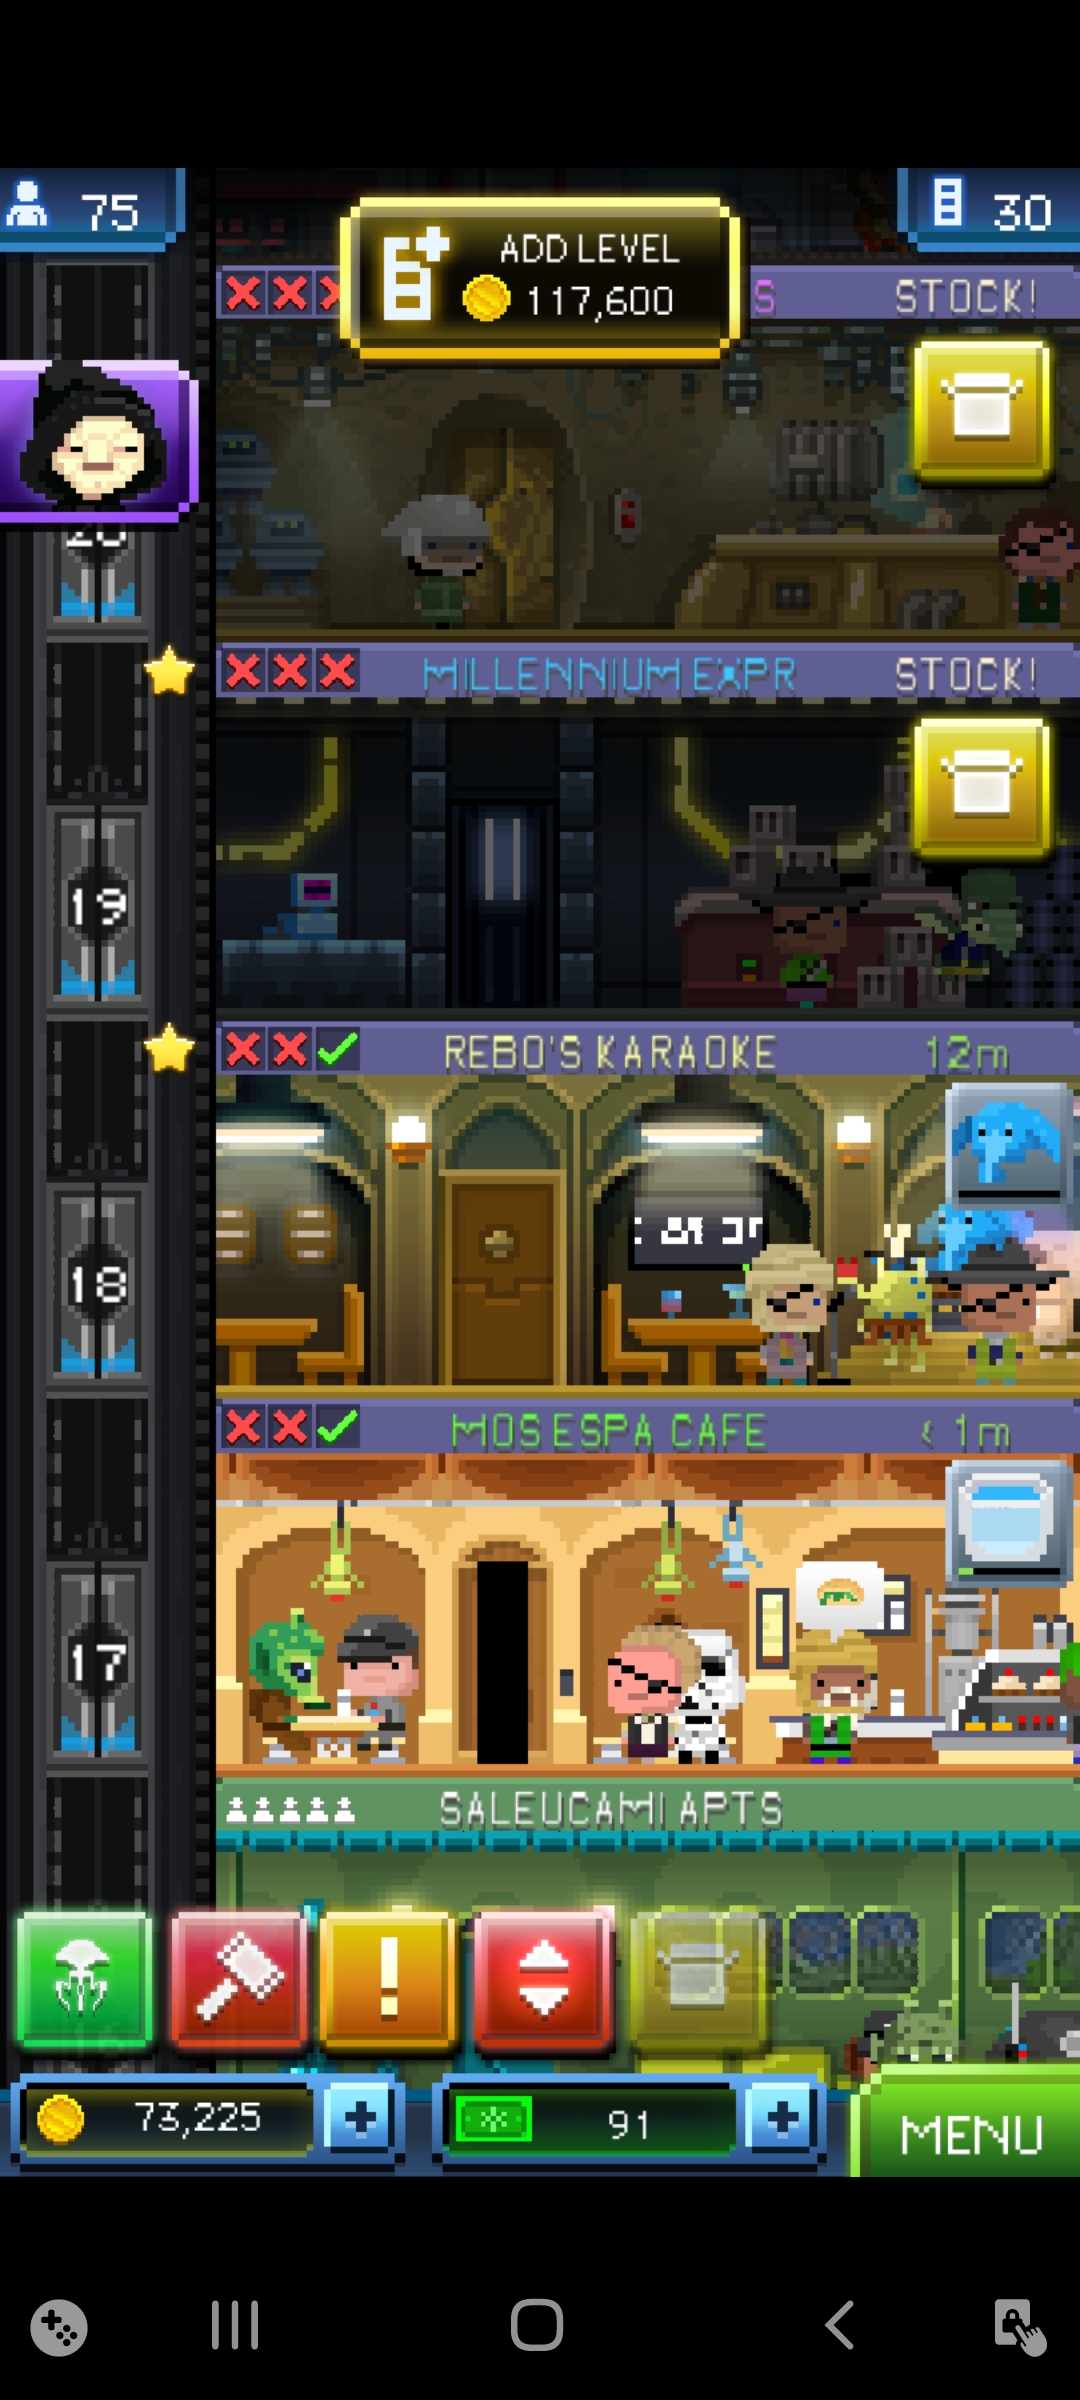 75
ADD LEVEL
117,600
30
S
STOCK!
20
MILLENNIUM EXPR
STOCK!
19
REBO'S KARAOKE
12m
18
MOS ESPA CAFE
< 1m
17
SALEUCAMI APTS
73,225
91
MENU